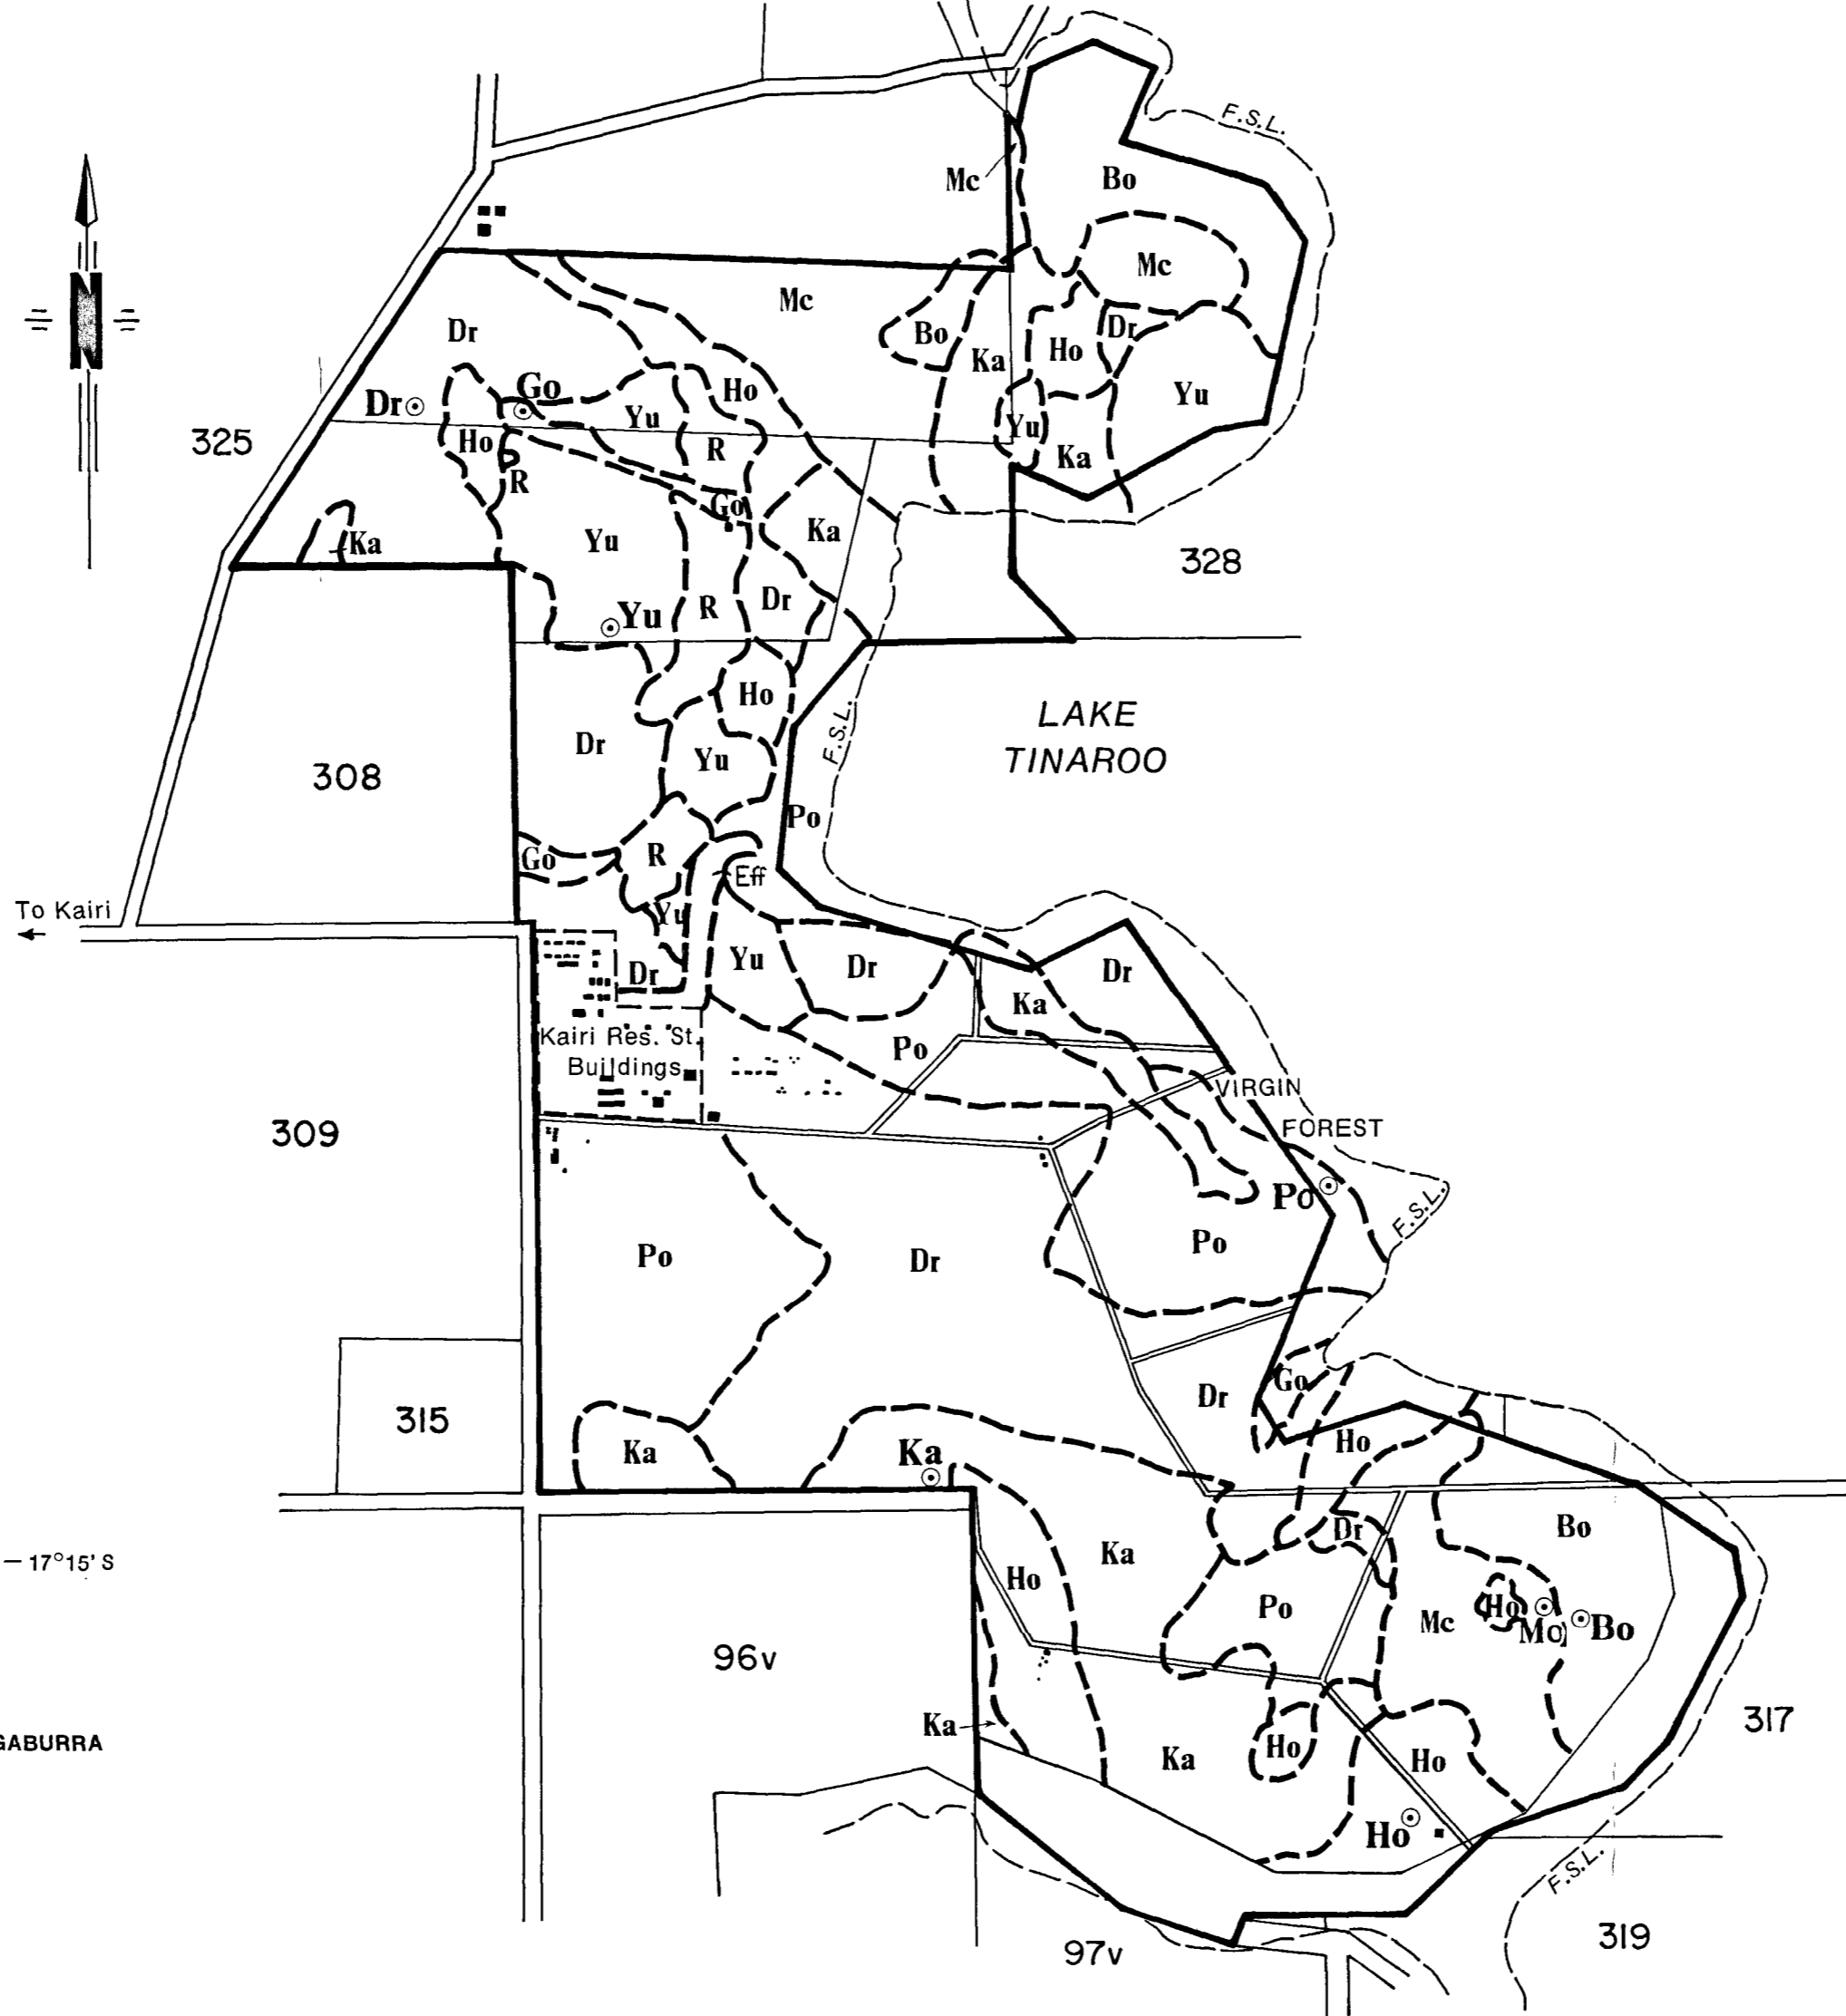 F.S.L.
Mc
Bo
N
Mc
Mc
Dr
Bo
Dr
Ho
Ka
Go
Ho
Yu
Dr
Yu
325
Ho
R
Yu
Ka
R
Go
Ka
Yu
Ka
328
Yu
R
Dr
Ho
LAKE
TINAROO
F.S.L.
Dr
Yu
308
Po
Go
R
Eff
To Kairi
Yu
Yu
Dr
Dr
Dr
Ka
Kairi Res. St.
Buildings
Po
VIRGIN
FOREST
309
Po
F.S.L.
Po
Po
Dr
Go
Dr
315
Ka
Ka
Ho
Dr
Bo
17°15' S
Ka
Ho
Po
Mc
Ho
Mc
Bo
96v
317
Ka
Ka
Ho
Ho
GABURRA
Ho
F.S.L.
97v
319